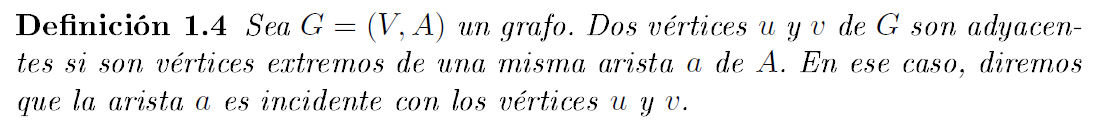 Definición 1.4 Sea G = (V, A) un grafo. Dos vértices u y v de G son adyacen-
tes si son vértices extremos de una misma arista a de A. En ese caso, diremos
que la arista a es incidente con los vértices u y v.